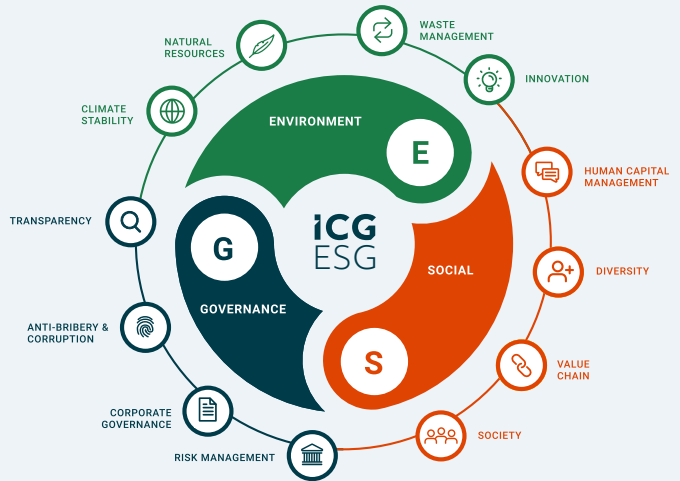 WASTE
MANAGEMENT
NATURAL
RESOURCES
INNOVATION
CLIMATE
STABILITY
ENVIRONMENT
E
HUMAN CAPITAL
MANAGEMENT
TRANSPARENCY
G
iCG
ESG
SOCIAL
DIVERSITY
GOVERNANCE
ANTI-BRIBERY &
CORRUPTION
S
VALUE
CHAIN
CORPORATE
GOVERNANCE
SOCIETY
RISK MANAGEMENT